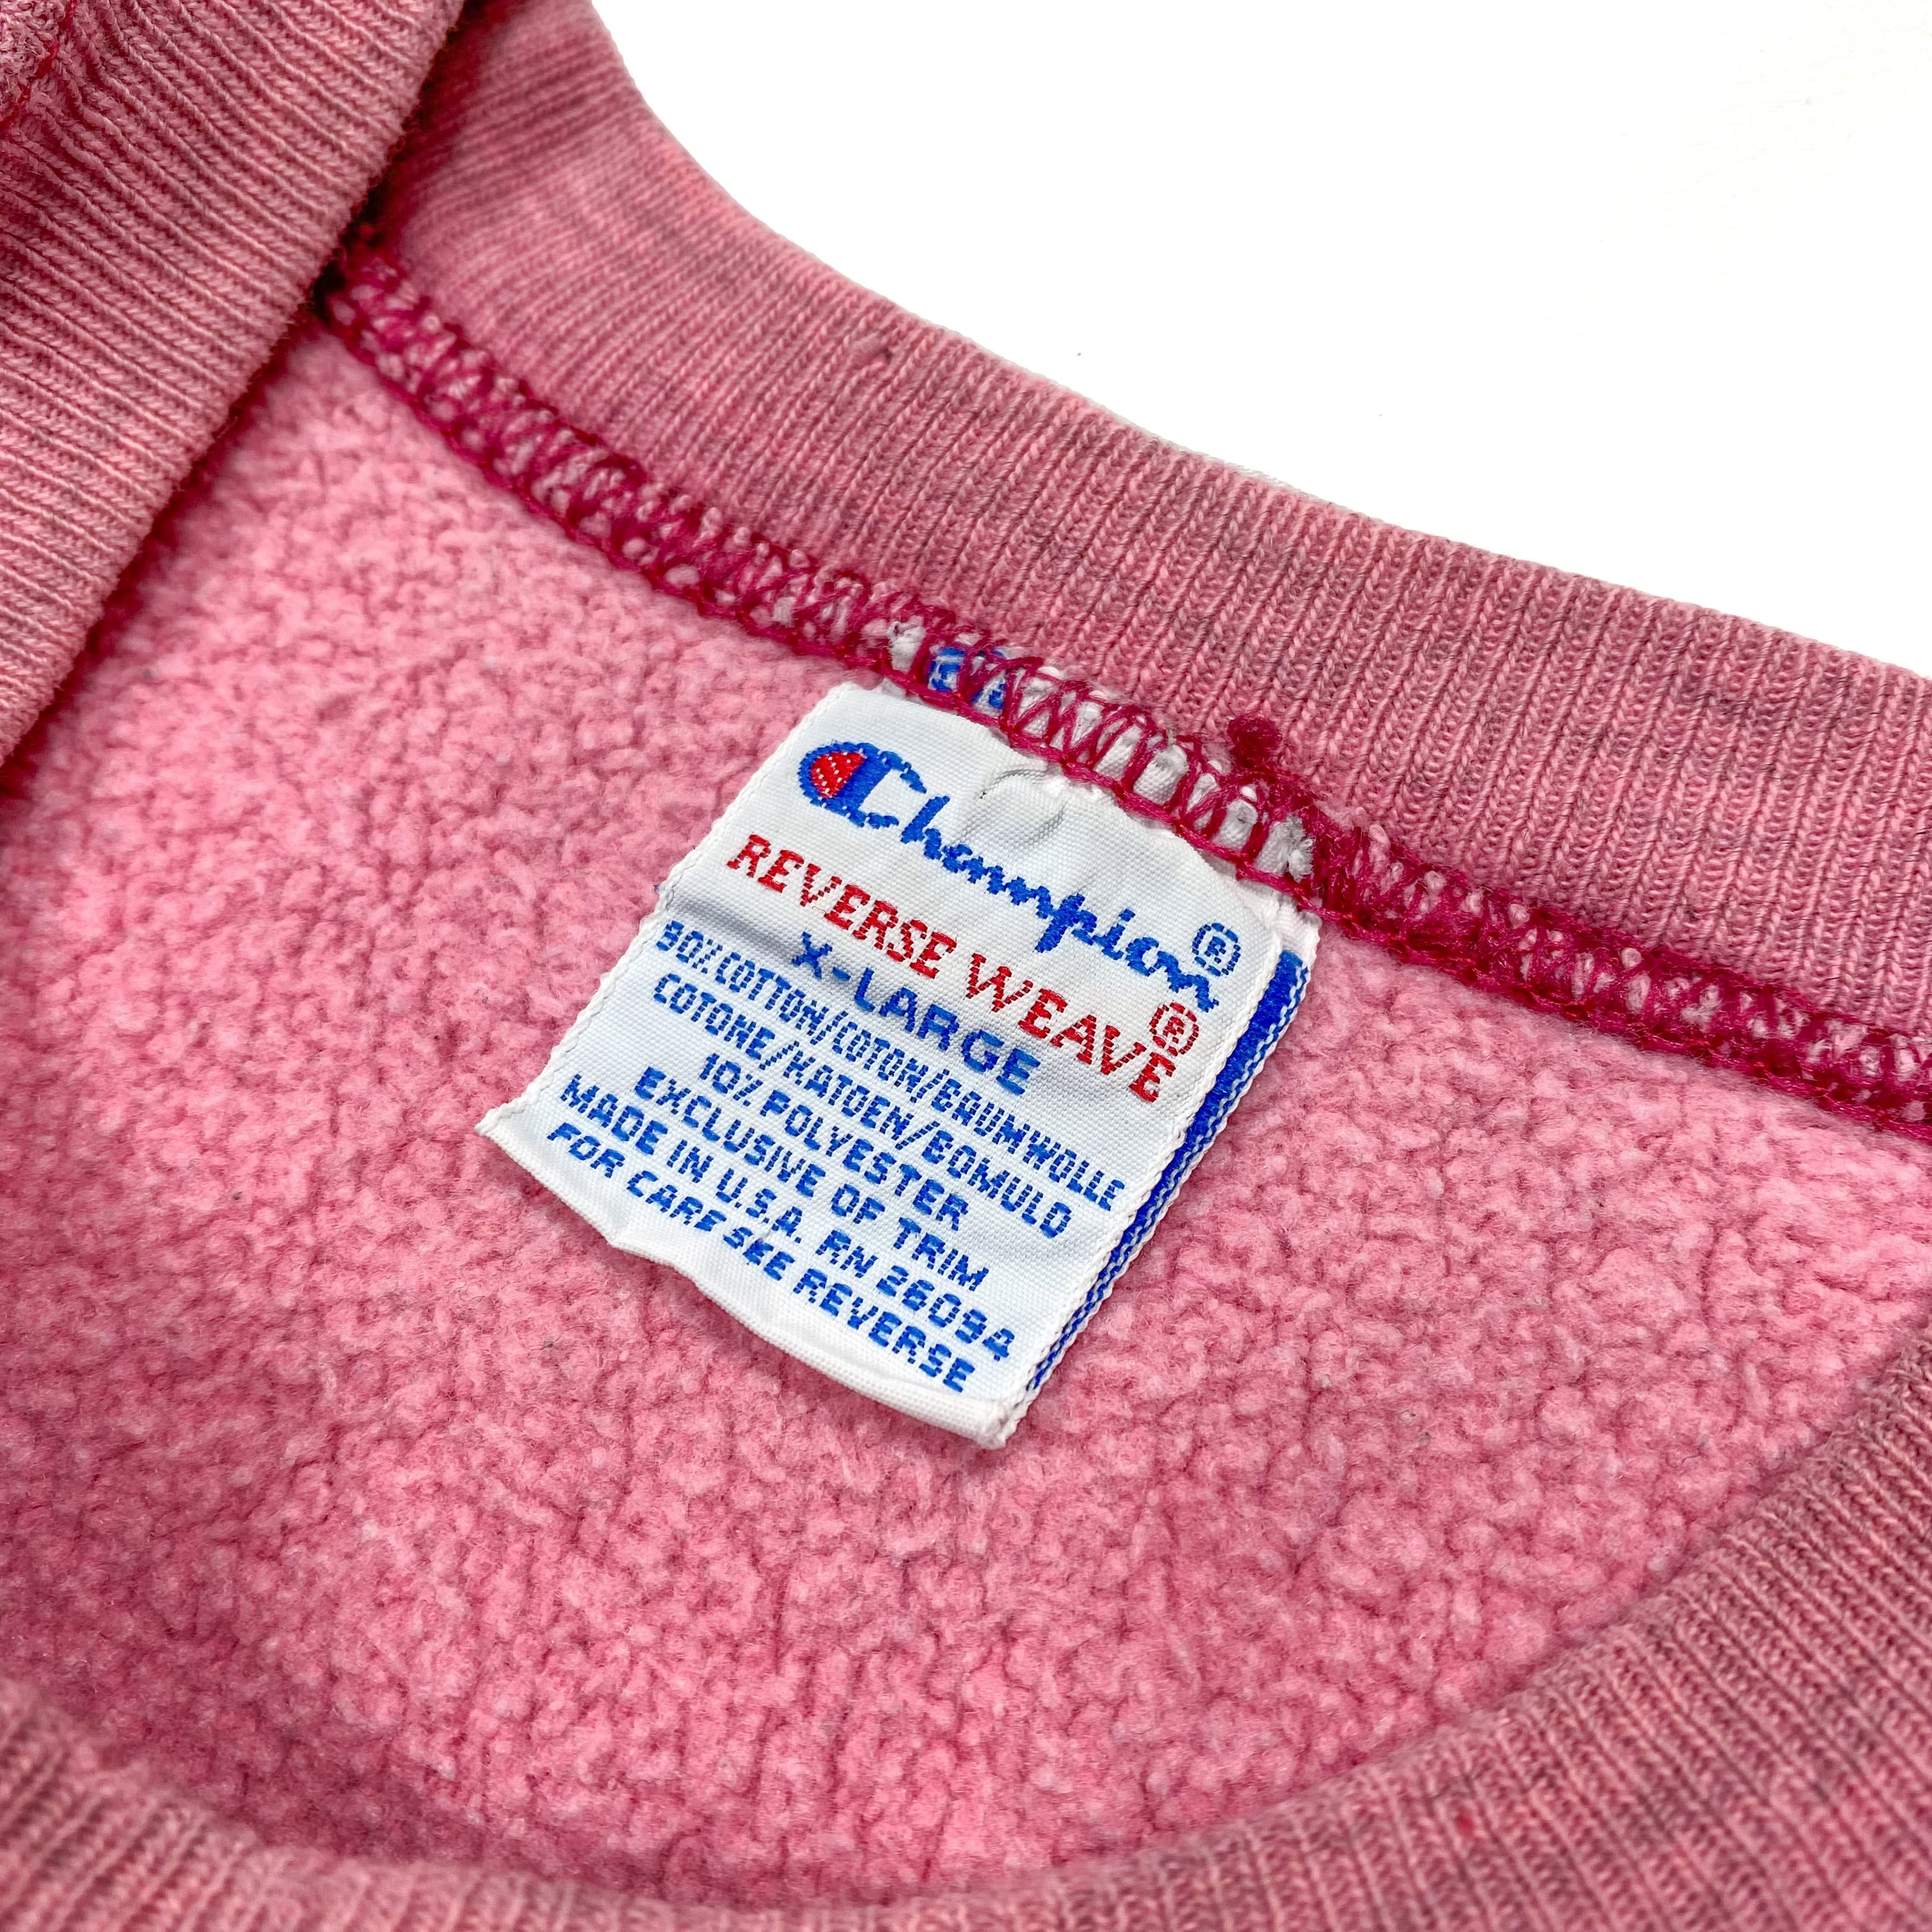 Champion®
REVERSE WEAVE®
X-LARGE
90% COTTON/COTON/BAUMWOLLE
COTONE/KATOEN/BOMULD
10% POLYESTER
EXCLUSIVE OF TRIM
MADE IN U.S.A. RN 26094
FOR CARE SEE REVERSE